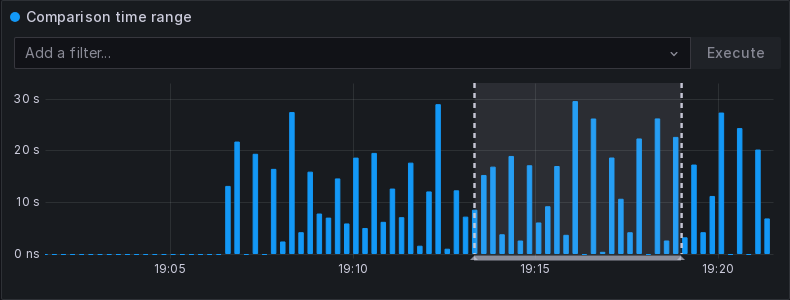 Comparison time range
Add a filter...
Execute
30 s
20 s
10 s
0 ns
19:05 19:10 19:15 19:20